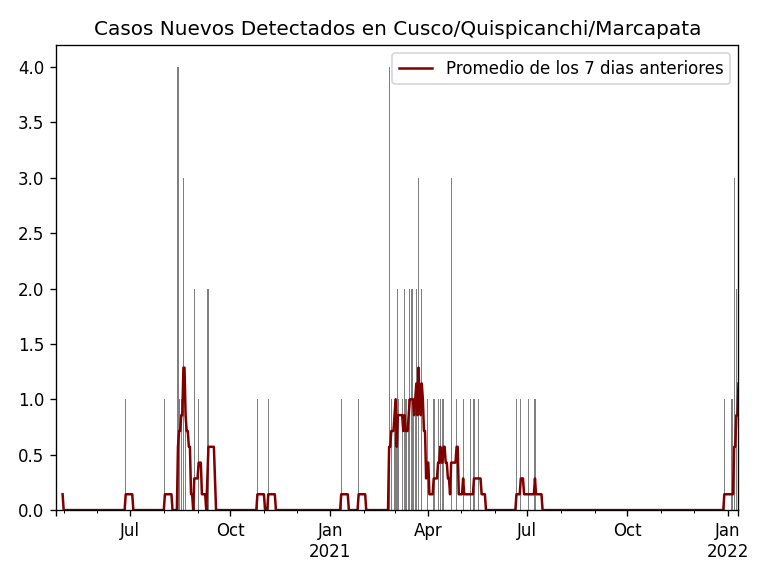 Casos Nuevos Detectados en Cusco/Quispicanchi/Marcapata
Promedio de los 7 dias anteriores
4.0
3.5
3.0
2.5
2.0
1.5
1.0
0.5
0.0
Jul
Oct
Jan
2021
Apr
Jul
Oct
Jan
2022